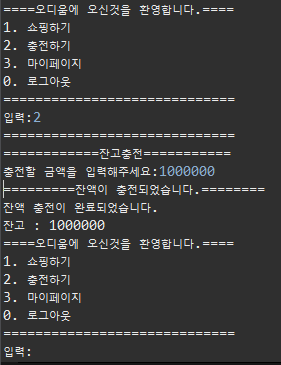 ====오디움에 오신것을 환영합니다.====
1. 쇼핑하기
2. 충전하기
3. 마이페이지
0. 로그아웃
=============================
입력:2
=============================
============잔고충전===========
충전할 금액을 입력해주세요:1000000
=========잔액이 충전되었습니다.========
잔액 충전이 완료되었습니다.
잔고 : 1000000
====오디움에 오신것을 환영합니다.====
1. 쇼핑하기
2. 충전하기
3. 마이페이지
0. 로그아웃
=============================
입력: